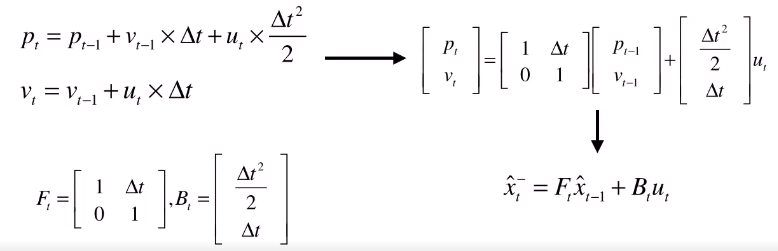 p_t = p_{t-1} + v_{t-1} × Δt + u_t × Δt²/2
v_t = v_{t-1} + u_t × Δt
[p_t; v_t] = [1 Δt; 0 1] [p_{t-1}; v_{t-1}] + [Δt²/2; Δt] u_t
F_t = [1 Δt; 0 1], B_t = [Δt²/2; Δt]
x̂_t^- = F_t x̂_{t-1} + B_t u_t